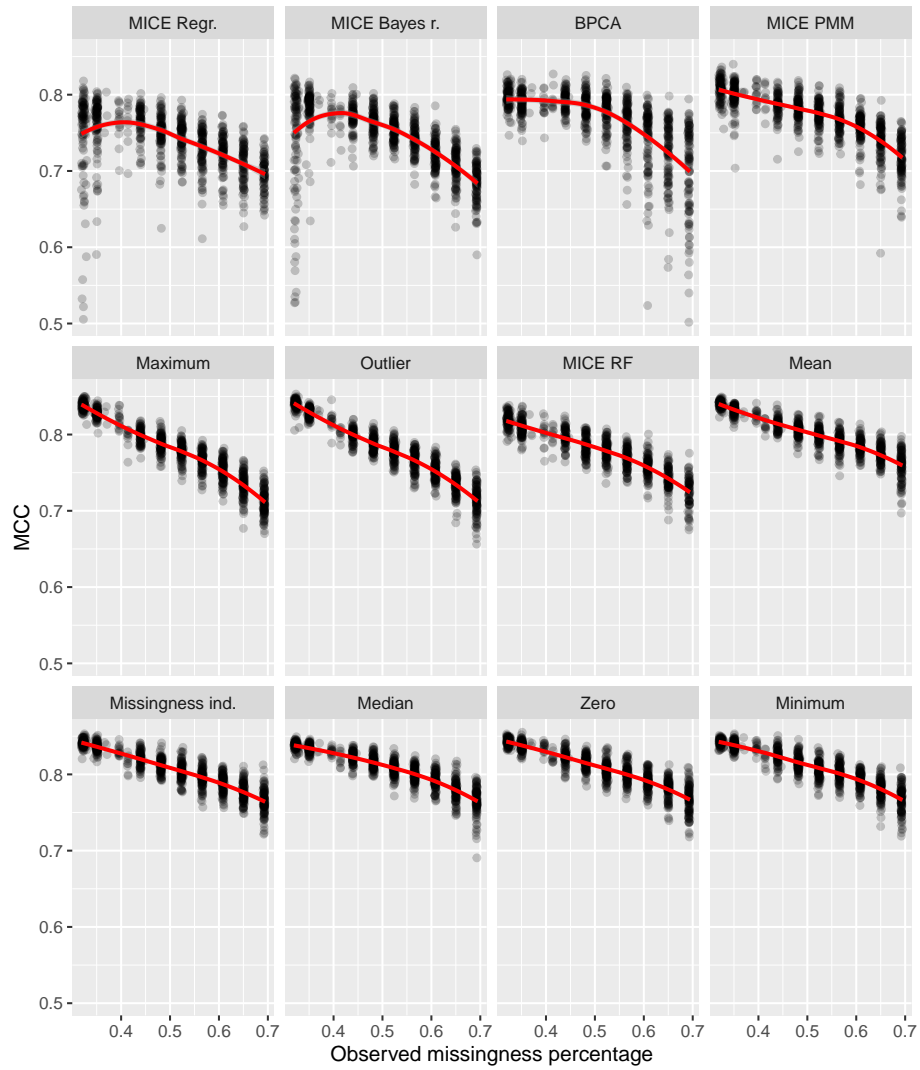 MICE Regr. MICE Bayes r. BPCA MICE PMM
0.8
0.7
0.6
0.5
Maximum Outlier MICE RF Mean
0.8
0.7
0.6
0.5
MCC
Missingness ind. Median Zero Minimum
0.8
0.7
0.6
0.5
0.4 0.5 0.6 0.7 0.4 0.5 0.6 0.7 0.4 0.5 0.6 0.7 0.4 0.5 0.6 0.7
Observed missingness percentage